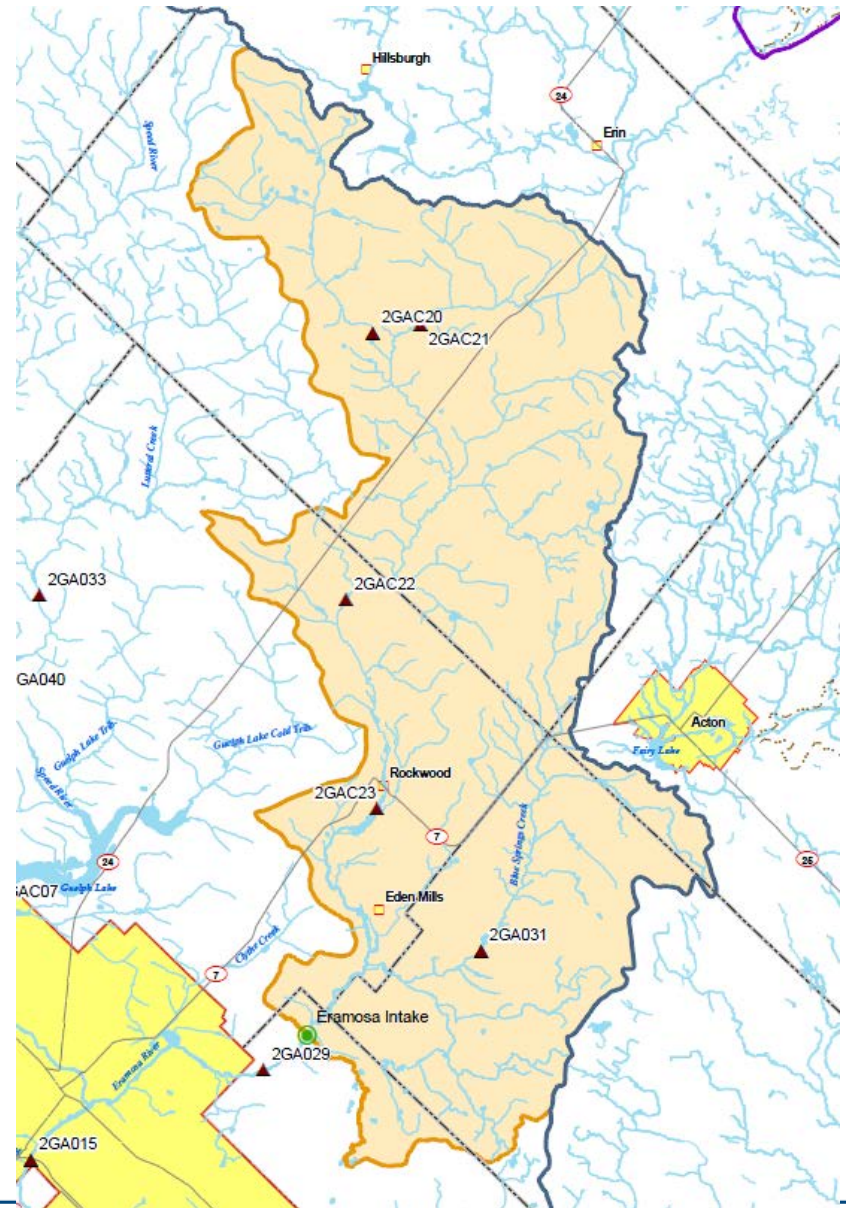 Hillsburgh
24
Erin
Speed River
2GAC20
2GAC21
Lutteral Creek
2GA033
2GAC22
GA040
Guelph Lake Trib.
Guelph Lake Cold Trib.
Speed River
Acton
Fairy Lake
Rockwood
2GAC23
7
24
25
Blue Springs Creek
AC07
Guelph Lake
Eden Mills
2GA031
Clythe Creek
7
Eramosa Intake
2GA029
Eramosa River
2GA015